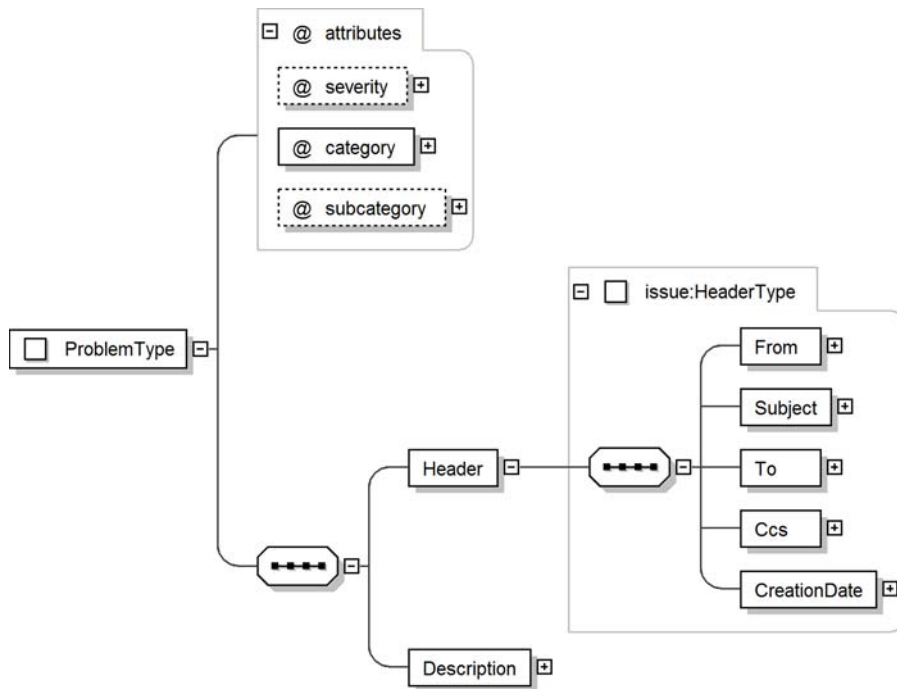 @ attributes
@ severity
@ category
@ subcategory
issue:HeaderType
ProblemType
From
Subject
Header
To
Ccs
CreationDate
Description